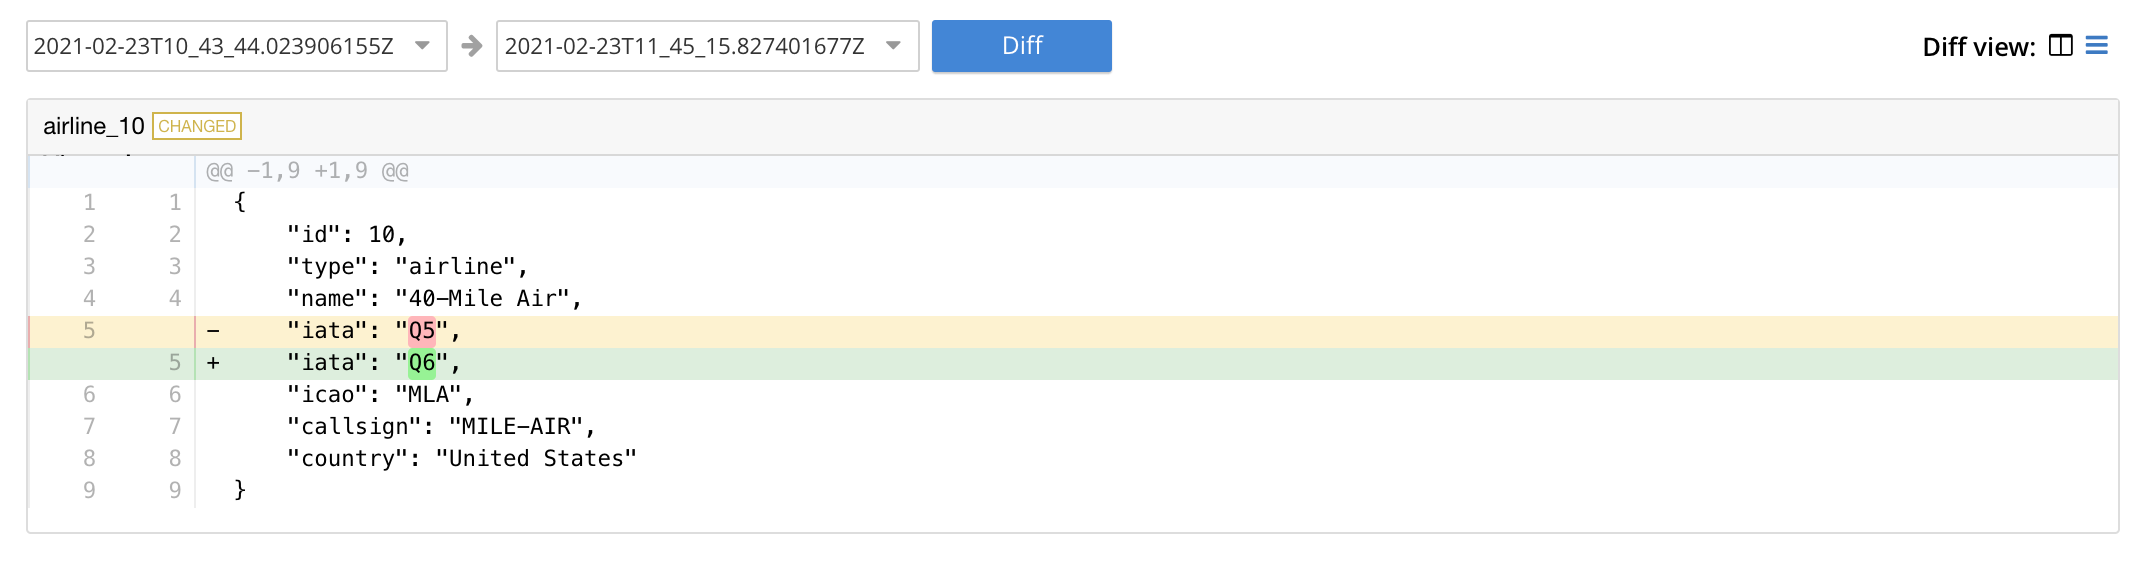 2021-02-23T10_43_44.023906155Z 2021-02-23T11_45_15.827401677Z Diff Diff view:
airline_10 CHANGED
@@ -1,9 +1,9 @@
1 1 {
2 2 "id": 10,
3 3 "type": "airline",
4 4 "name": "40-Mile Air",
5 - "iata": "Q5",
5 + "iata": "Q6",
6 6 "icao": "MLA",
7 7 "callsign": "MILE-AIR",
8 8 "country": "United States"
9 9 }